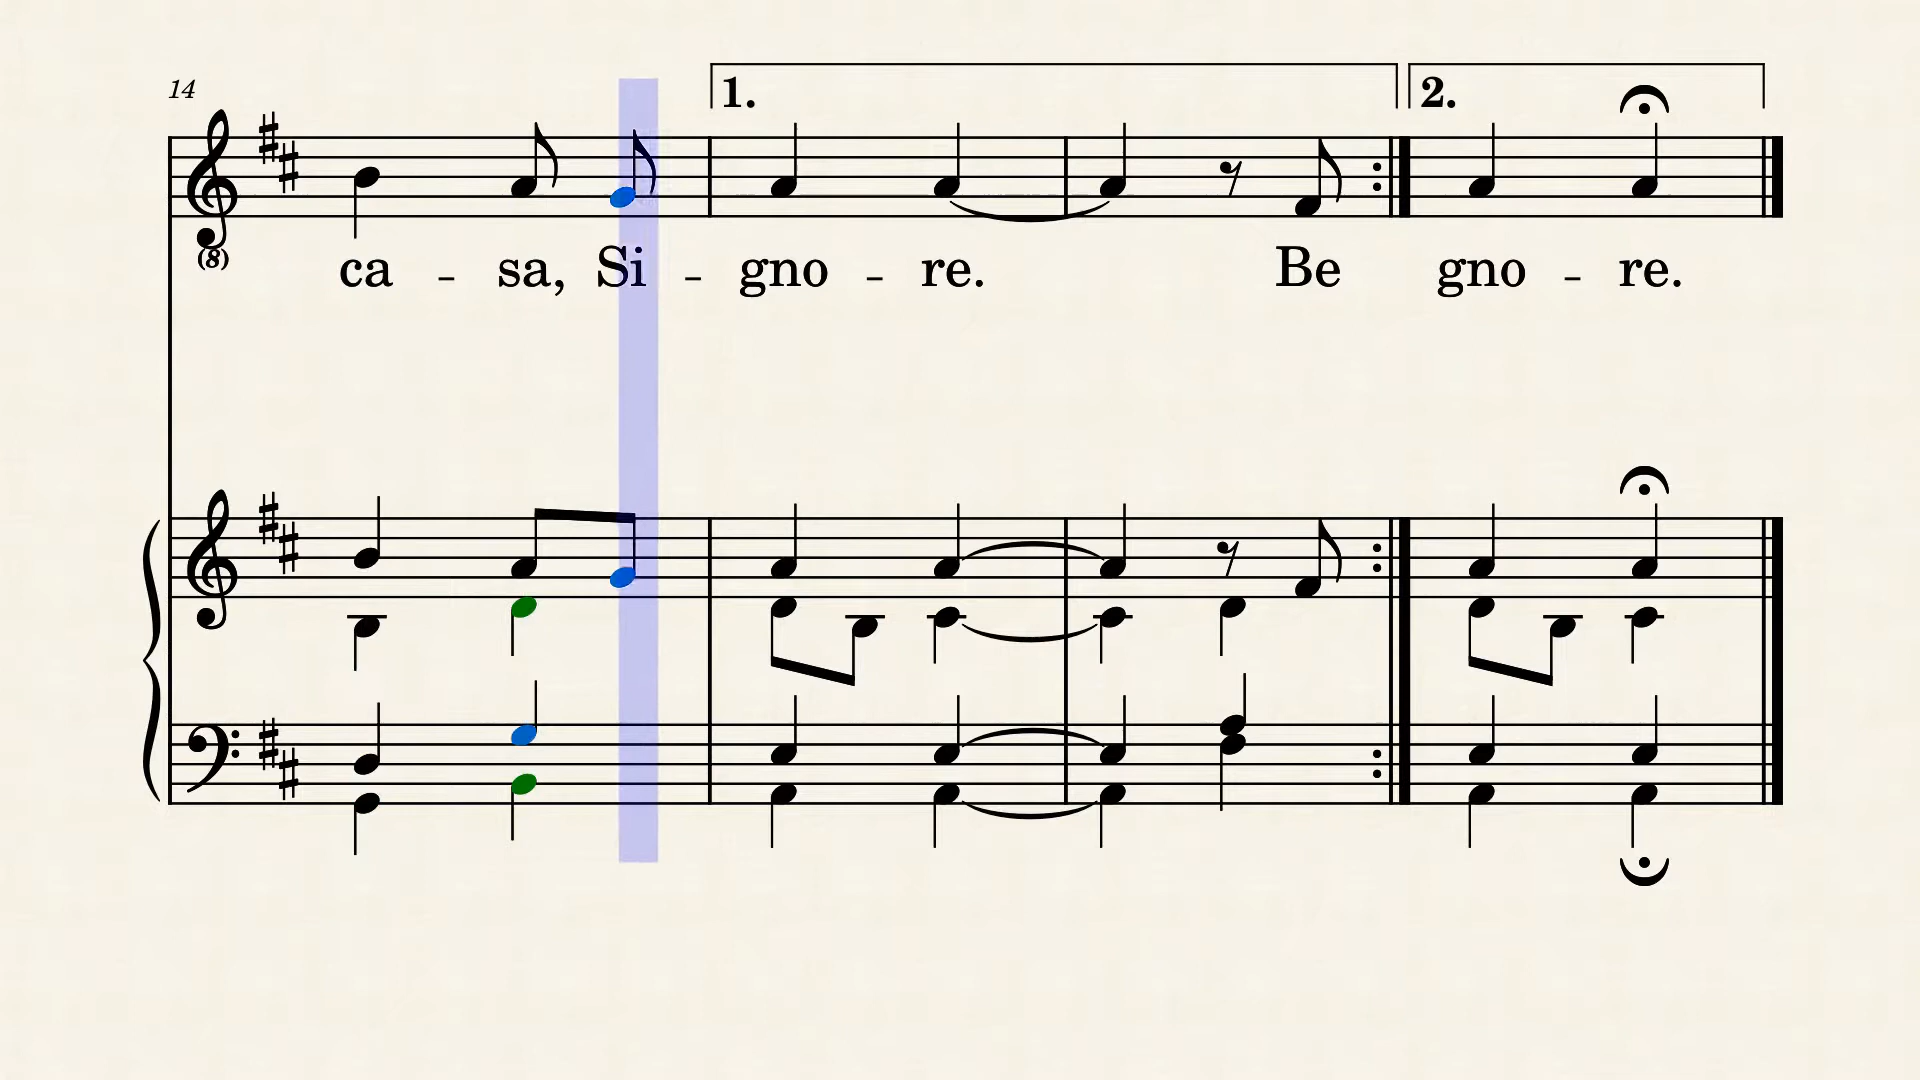 14
1. 2.
(8)
ca - sa, Si - gno - re. Be gno - re.